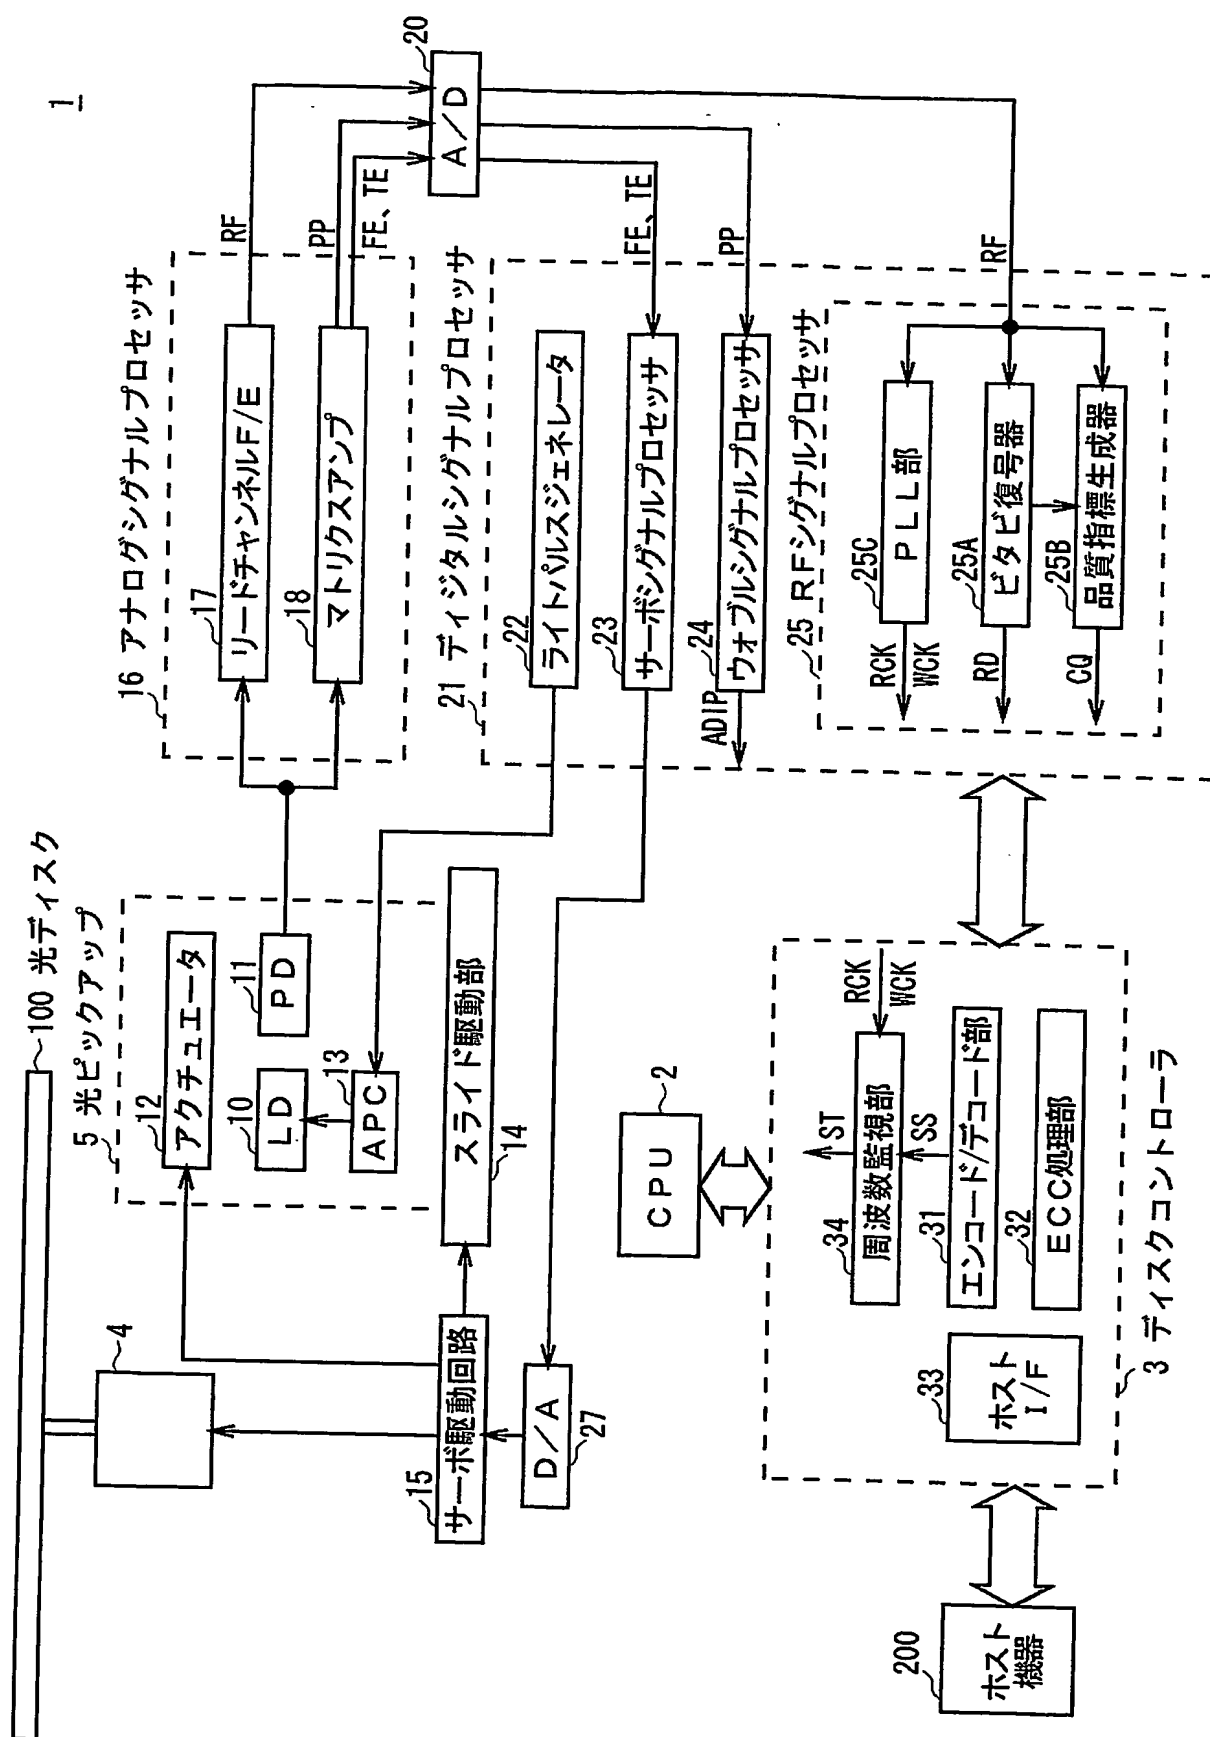 1
100 光ディスク
5 光ピックアップ
12
アクチュエータ
11
PD
10
LD
13
APC
スライド駆動部
14
4
15
サーボ駆動回路
D/A
27
16 アナログシグナルプロセッサ
17
リードチャンネルF/E
18
マトリクスアンプ
RF
PP
FE、TE
20
A/D
21 ディジタルシグナルプロセッサ
22
ライトパルスジェネレータ
23
サーボシグナルプロセッサ
24
ウォブルシグナルプロセッサ
FE、TE
PP
RF
ADIP
25 RFシグナルプロセッサ
25C
PLL部
25A
ビタビ復号器
25B
品質指標生成器
RCK
WCK
RD
CQ
CPU
2
3 ディスクコントローラ
RCK
WCK
ST
34
周波数監視部
SS
31
エンコード/デコード部
32
ECC処理部
33
ホスト
I/F
200
ホスト
機器